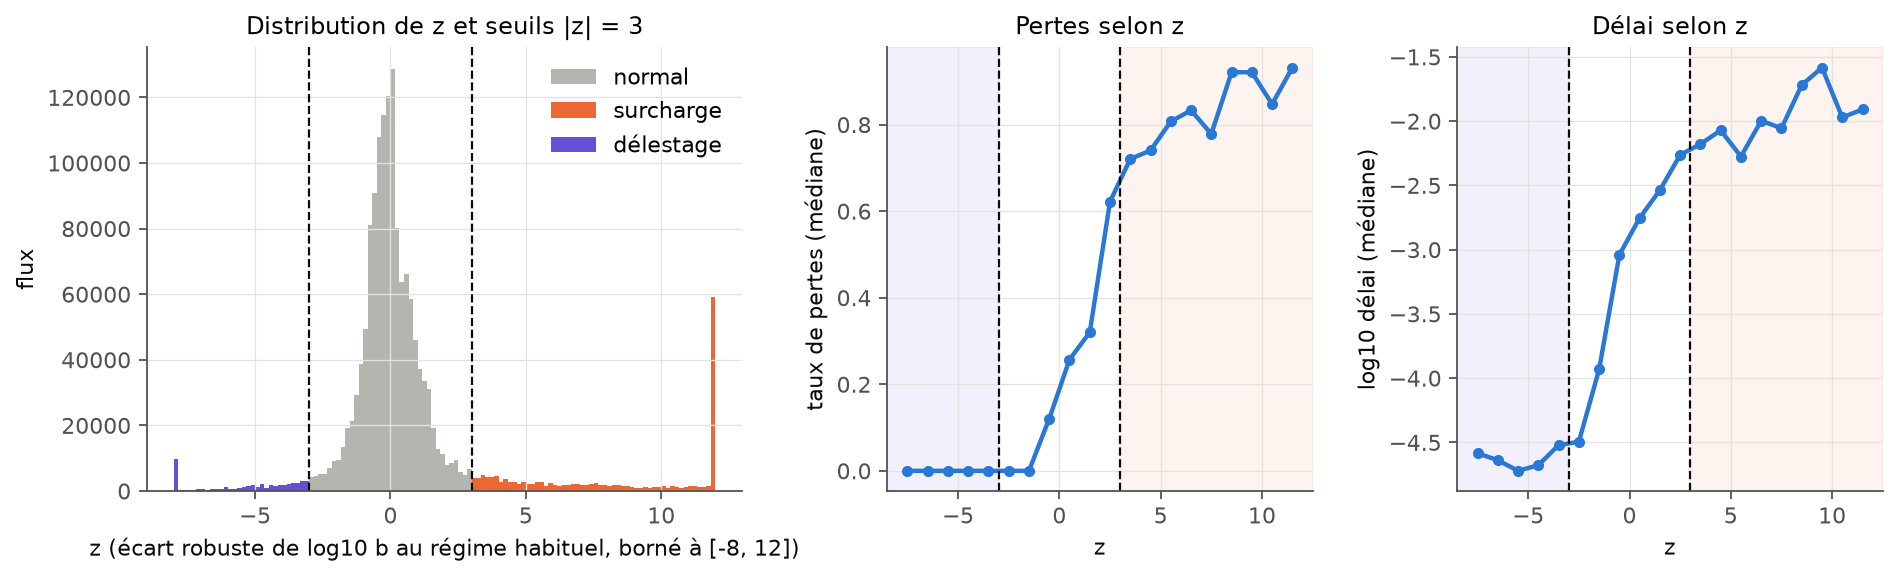 Distribution de z et seuils |z| = 3
normal
surcharge
délestage
120000
100000
80000
60000
40000
20000
0
flux
−5
0
5
10
z (écart robuste de log10 b au régime habituel, borné à [-8, 12])
Pertes selon z
taux de pertes (médiane)
0.8
0.6
0.4
0.2
0.0
−5
0
5
10
z
Délai selon z
log10 délai (médiane)
−1.5
−2.0
−2.5
−3.0
−3.5
−4.0
−4.5
−5
0
5
10
z